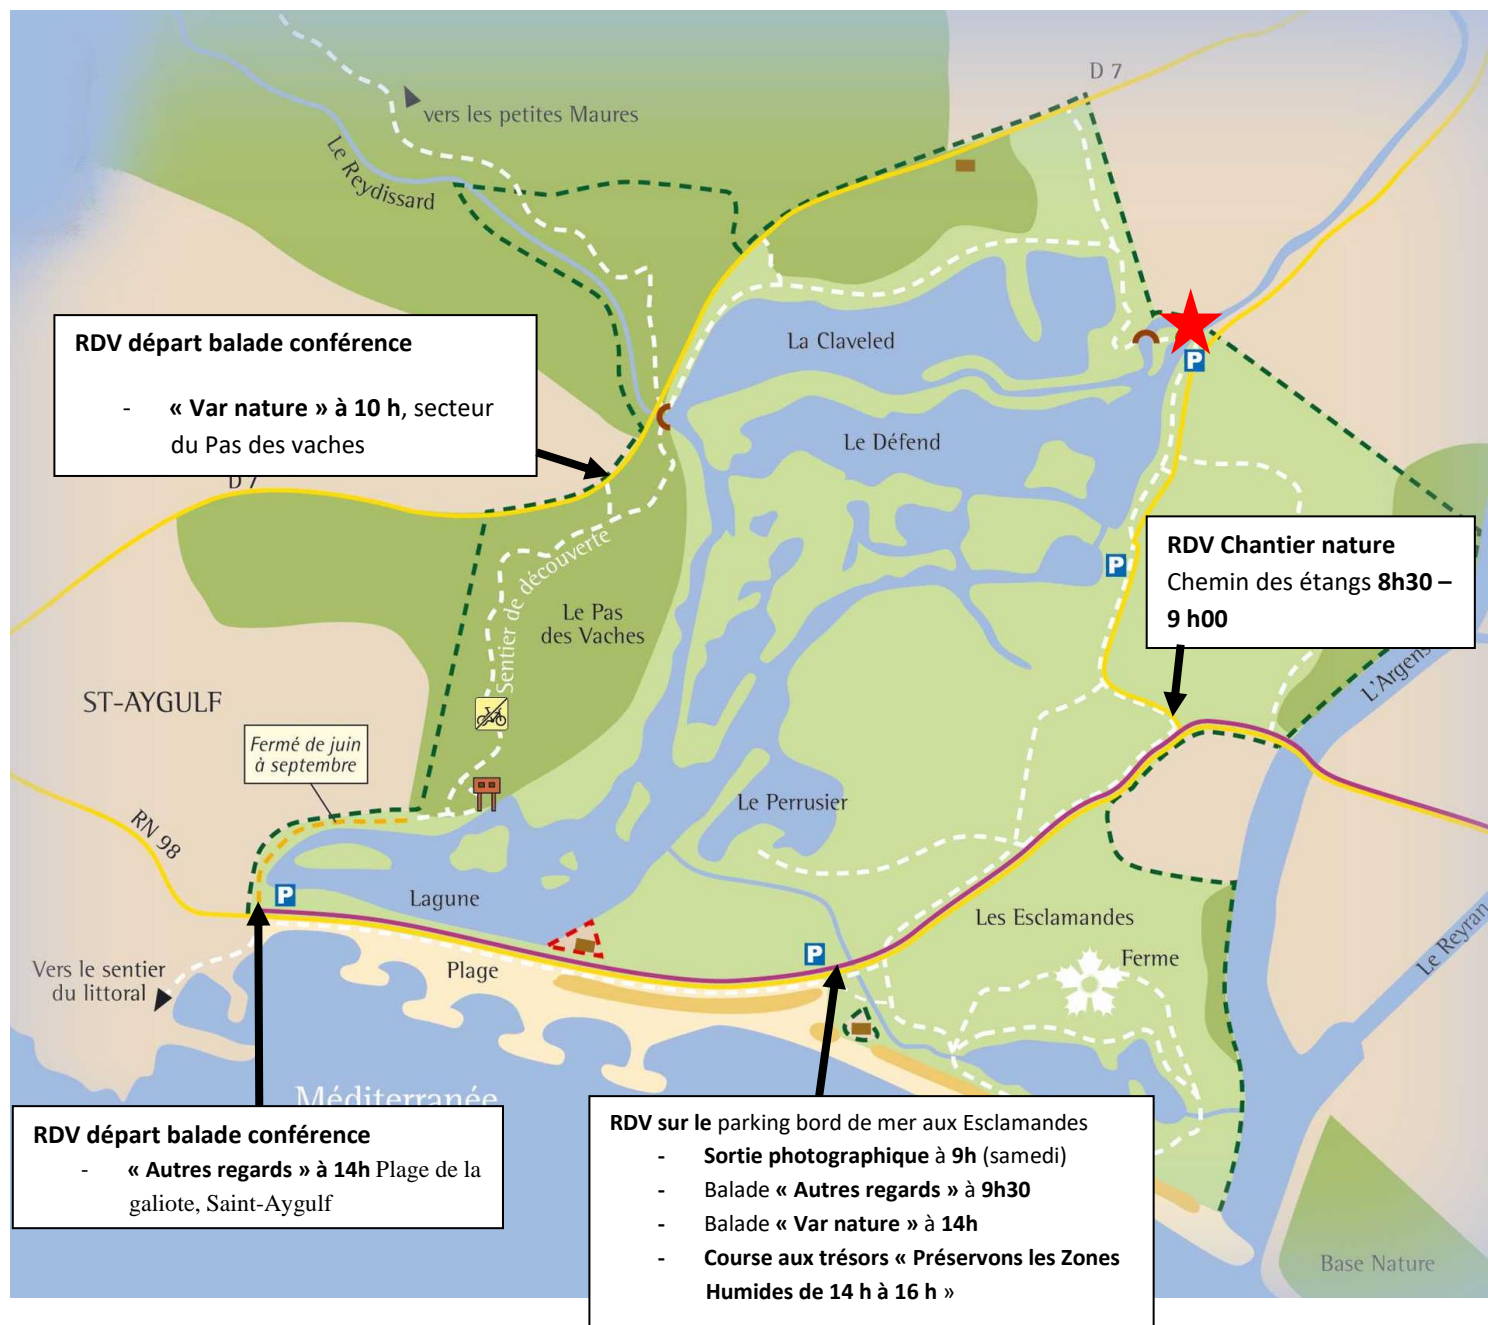 D 7
vers les petites Maures
Le Reydissard
RDV départ balade conférence
- « Var nature » à 10 h, secteur
du Pas des vaches
La Claveled
P
Le Défend
D 7
RDV Chantier nature
Chemin des étangs 8h30 –
9 h00
P
Sentier de découverte
Le Pas
des Vaches
L'Argens
ST-AYGULF
Fermé de juin
à septembre
Le Perrusier
RN 98
P
Lagune
Les Esclamandes
Le Reyran
P
Ferme
Vers le sentier
du littoral
Plage
Méditerranée
RDV départ balade conférence
- « Autres regards » à 14h Plage de la
galiote, Saint-Aygulf
RDV sur le parking bord de mer aux Esclamandes
- Sortie photographique à 9h (samedi)
- Balade « Autres regards » à 9h30
- Balade « Var nature » à 14h
- Course aux trésors « Préservons les Zones
Humides de 14 h à 16 h »
Base Nature